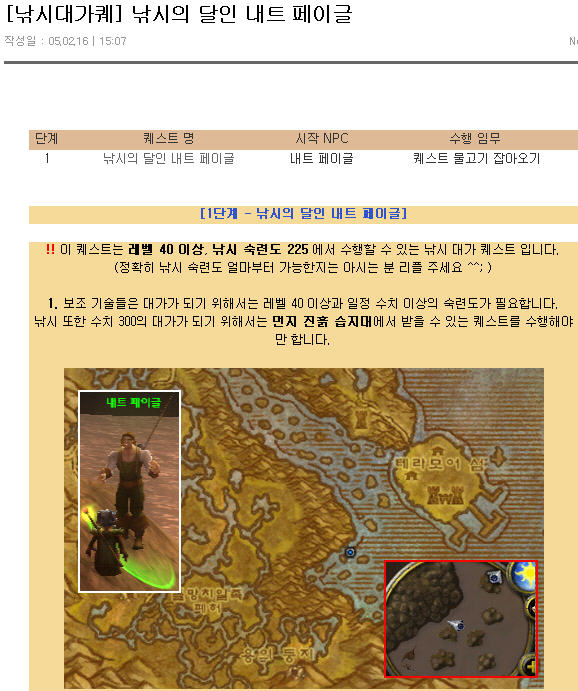 [낚시대가퀘] 낚시의 달인 내트 페이글
작성일 : 05,02,16 | 15:07
단계 퀘스트 명 시작 NPC 수행 임무
1 낚시의 달인 내트 페이글 내트 페이글 퀘스트 물고기 잡아오기
[1단계 - 낚시의 달인 내트 페이글]
!! 이 퀘스트는 레벨 40 이상, 낚시 숙련도 225 에서 수행할 수 있는 낚시 대가 퀘스트 입니다.
(정확히 낚시 숙련도 얼마부터 가능한지는 아시는 분 리플 주세요 ^^; )
1. 보조 기술들은 대가가 되기 위해서는 레벨 40 이상과 일정 수치 이상의 숙련도가 필요합니다.
낚시 또한 수치 300의 대가가 되기 위해서는 먼지 진흙 습지대에서 받을 수 있는 퀘스트를 수행해야
만 합니다.
내트 페이글
테라모어 섬
폐허
용의 둥지